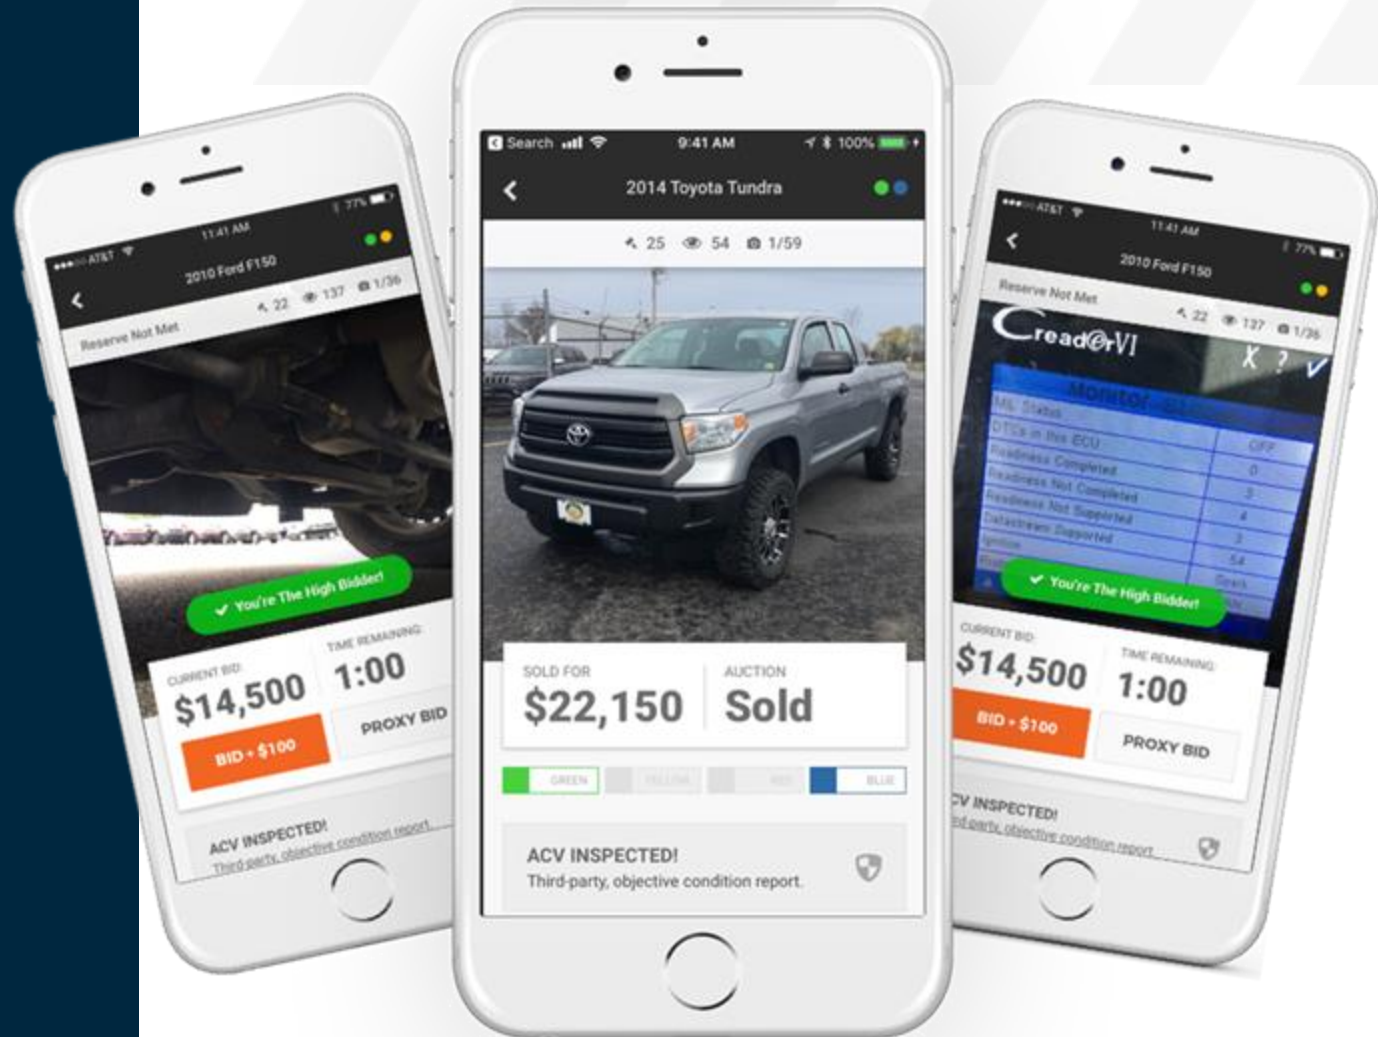 AT&T 11:41 AM 77%
2010 Ford F150
Reserve Not Met 22 137 1/36
You're The High Bidder!
CURRENT BID: TIME REMAINING:
$14,500 1:00
BID + $100 PROXY BID
ACV INSPECTED!
Third-party, objective condition report.
Search 9:41 AM 100%
2014 Toyota Tundra
25 54 1/59
SOLD FOR AUCTION
$22,150 Sold
GREEN YELLOW RED BLUE
ACV INSPECTED!
Third-party, objective condition report.
AT&T 11:41 AM 77%
2010 Ford F150
Reserve Not Met 22 137 1/36
Creader VI
X ?
Monitor
MIL Status OFF
DTCs in this ECU 0
Readiness Completed 3
Readiness Not Completed 4
Readiness Not Supported 3
Datastream Supported 54
Ignition Spark
You're The High Bidder!
CURRENT BID: TIME REMAINING:
$14,500 1:00
BID + $100 PROXY BID
CV INSPECTED!
rd-party, objective condition report.